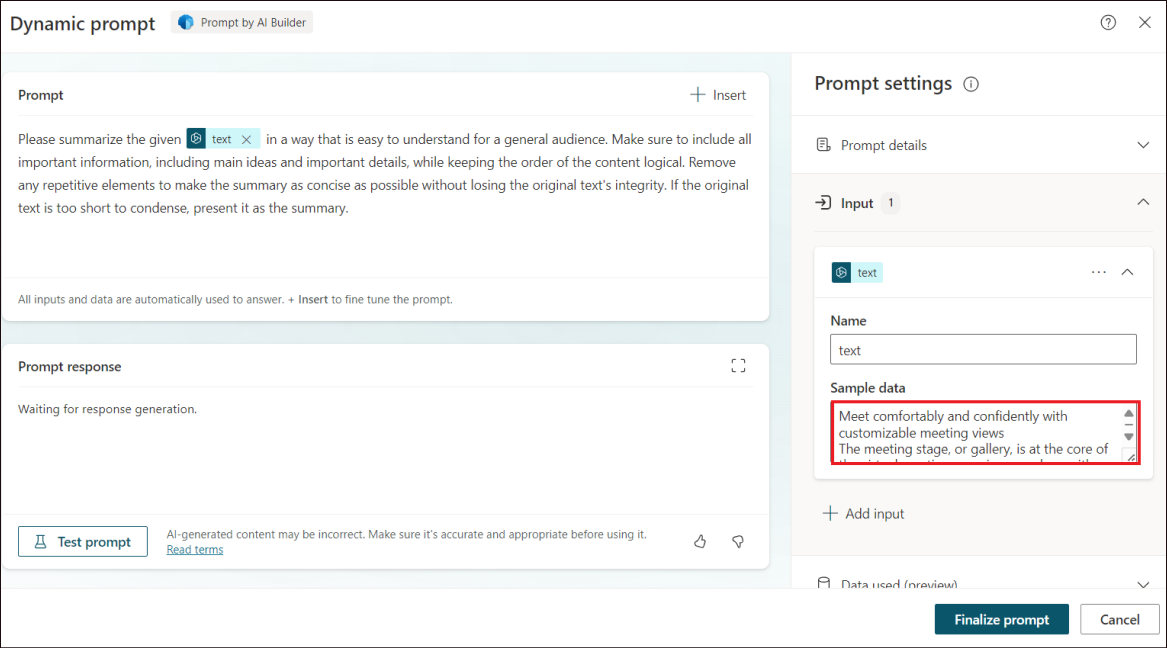 Dynamic prompt
Prompt by AI Builder
Prompt
Insert
Please summarize the given text in a way that is easy to understand for a general audience. Make sure to include all
important information, including main ideas and important details, while keeping the order of the content logical. Remove
any repetitive elements to make the summary as concise as possible without losing the original text's integrity. If the original
text is too short to condense, present it as the summary.
All inputs and data are automatically used to answer. + Insert to fine tune the prompt.
Prompt response
Waiting for response generation.
Test prompt
AI-generated content may be incorrect. Make sure it's accurate and appropriate before using it.
Read terms
Prompt settings
Prompt details
Input 1
text
Name
text
Sample data
Meet comfortably and confidently with
customizable meeting views
The meeting stage, or gallery, is at the core of
Add input
Data used (preview)
Finalize prompt
Cancel